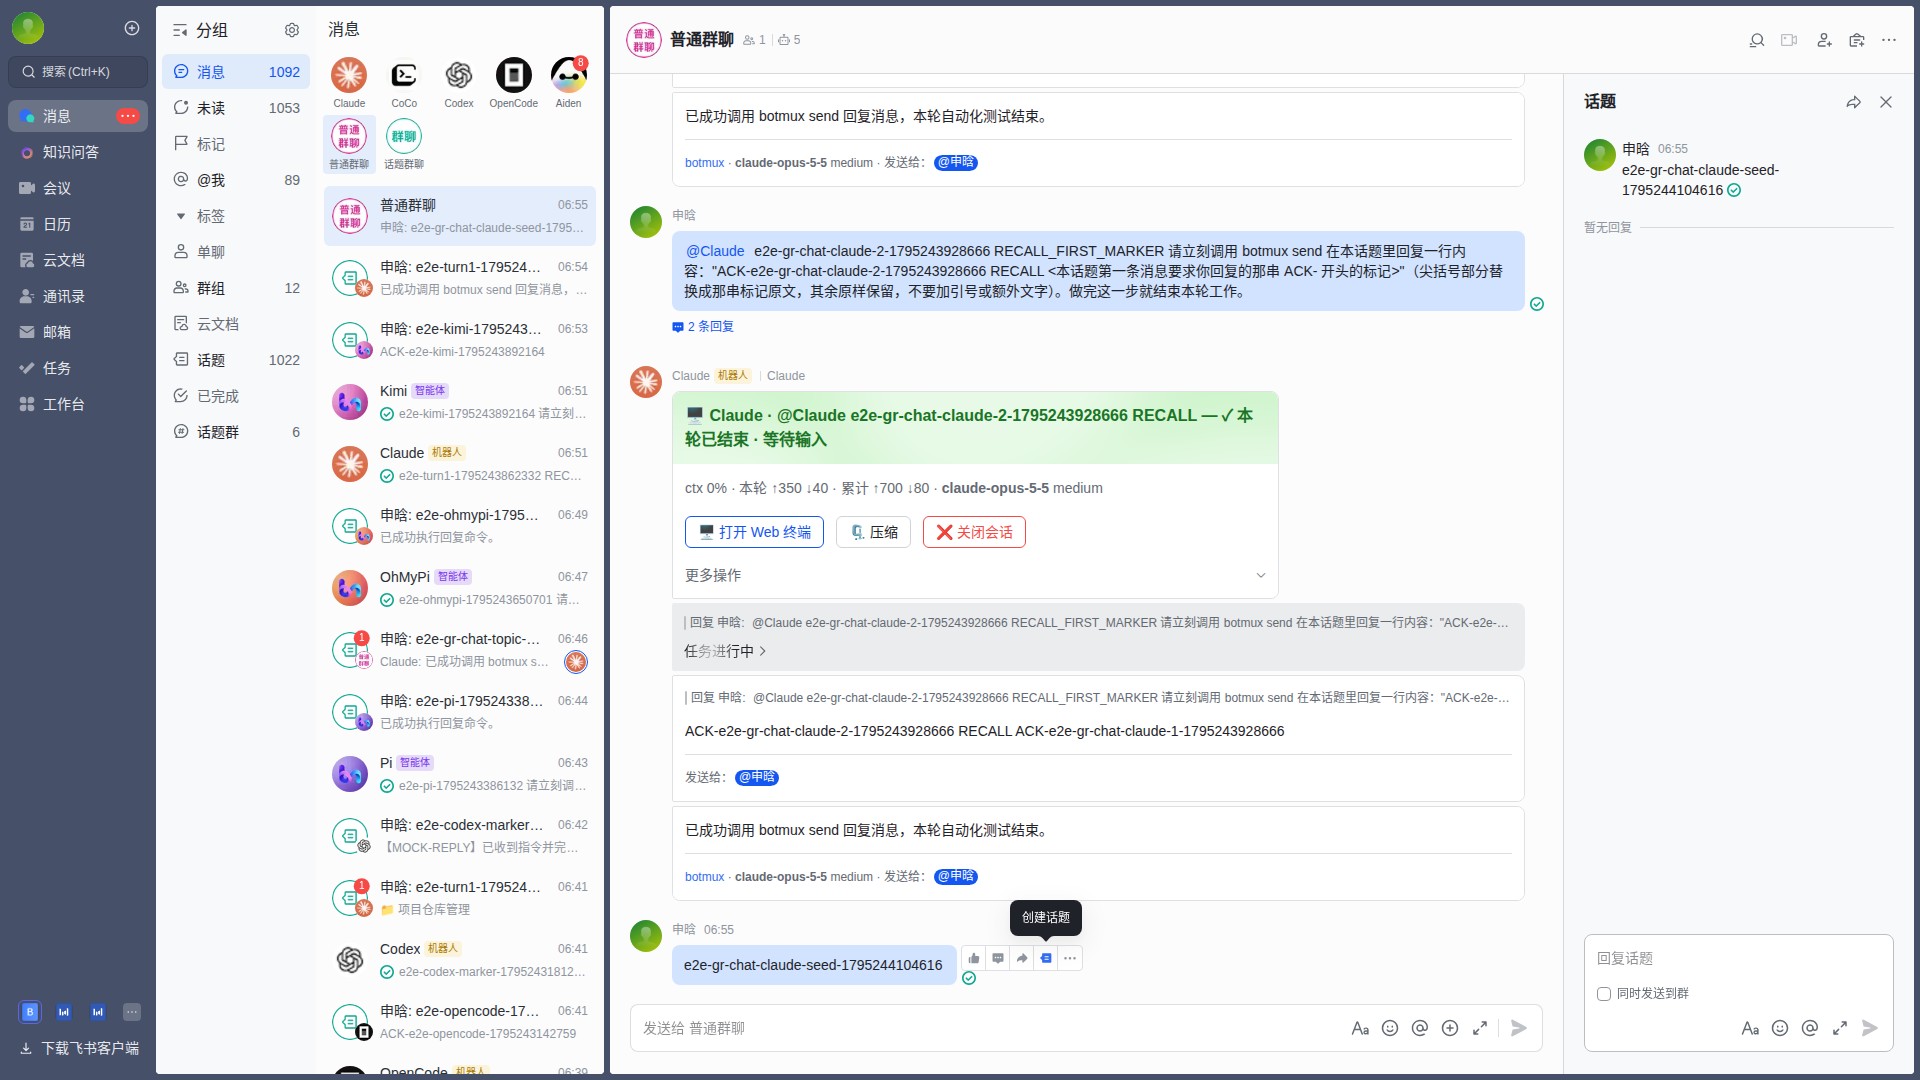 搜索 (Ctrl+K)
消息
知识问答
会议
日历
云文档
通讯录
邮箱
任务
工作台
下载飞书客户端
分组
消息 1092
未读 1053
标记
@我 89
标签
单聊
群组 12
云文档
话题 1022
已完成
话题群 6
消息
8
Claude CoCo Codex OpenCode Aiden
普通群聊 群聊
普通群聊 话题群聊
普通群聊 06:55
申晗: e2e-gr-chat-claude-seed-1795...
申晗: e2e-turn1-179524... 06:54
已成功调用 botmux send 回复消息，...
申晗: e2e-kimi-1795243... 06:53
ACK-e2e-kimi-1795243892164
Kimi 智能体 06:51
e2e-kimi-1795243892164 请立刻...
Claude 机器人 06:51
e2e-turn1-1795243862332 REC...
申晗: e2e-ohmypi-1795... 06:49
已成功执行回复命令。
OhMyPi 智能体 06:47
e2e-ohmypi-1795243650701 请...
1
申晗: e2e-gr-chat-topic-... 06:46
Claude: 已成功调用 botmux s...
申晗: e2e-pi-179524338... 06:44
已成功执行回复命令。
Pi 智能体 06:43
e2e-pi-1795243386132 请立刻调...
申晗: e2e-codex-marker... 06:42
【MOCK-REPLY】已收到指令并完...
1
申晗: e2e-turn1-179524... 06:41
项目仓库管理
Codex 机器人 06:41
e2e-codex-marker-17952431812...
申晗: e2e-opencode-17... 06:41
ACK-e2e-opencode-1795243142759
OpenCode 机器人 06:39
普通群聊
普通群聊 1 5
已成功调用 botmux send 回复消息，本轮自动化测试结束。
botmux · claude-opus-5-5 medium · 发送给： @申晗
申晗
@Claude e2e-gr-chat-claude-2-1795243928666 RECALL_FIRST_MARKER 请立刻调用 botmux send 在本话题里回复一行内
容："ACK-e2e-gr-chat-claude-2-1795243928666 RECALL <本话题第一条消息要求你回复的那串 ACK- 开头的标记>"（尖括号部分替
换成那串标记原文，其余原样保留，不要加引号或额外文字）。做完这一步就结束本轮工作。
2 条回复
Claude 机器人 Claude
Claude · @Claude e2e-gr-chat-claude-2-1795243928666 RECALL — ✓ 本
轮已结束 · 等待输入
ctx 0% · 本轮 ↑350 ↓40 · 累计 ↑700 ↓80 · claude-opus-5-5 medium
打开 Web 终端 压缩 关闭会话
更多操作
回复 申晗： @Claude e2e-gr-chat-claude-2-1795243928666 RECALL_FIRST_MARKER 请立刻调用 botmux send 在本话题里回复一行内容："ACK-e2e-...
任务进行中
回复 申晗： @Claude e2e-gr-chat-claude-2-1795243928666 RECALL_FIRST_MARKER 请立刻调用 botmux send 在本话题里回复一行内容："ACK-e2e-...
ACK-e2e-gr-chat-claude-2-1795243928666 RECALL ACK-e2e-gr-chat-claude-1-1795243928666
发送给： @申晗
已成功调用 botmux send 回复消息，本轮自动化测试结束。
botmux · claude-opus-5-5 medium · 发送给： @申晗
创建话题
申晗 06:55
e2e-gr-chat-claude-seed-1795244104616
发送给 普通群聊
话题
申晗 06:55
e2e-gr-chat-claude-seed-
1795244104616
暂无回复
回复话题
同时发送到群